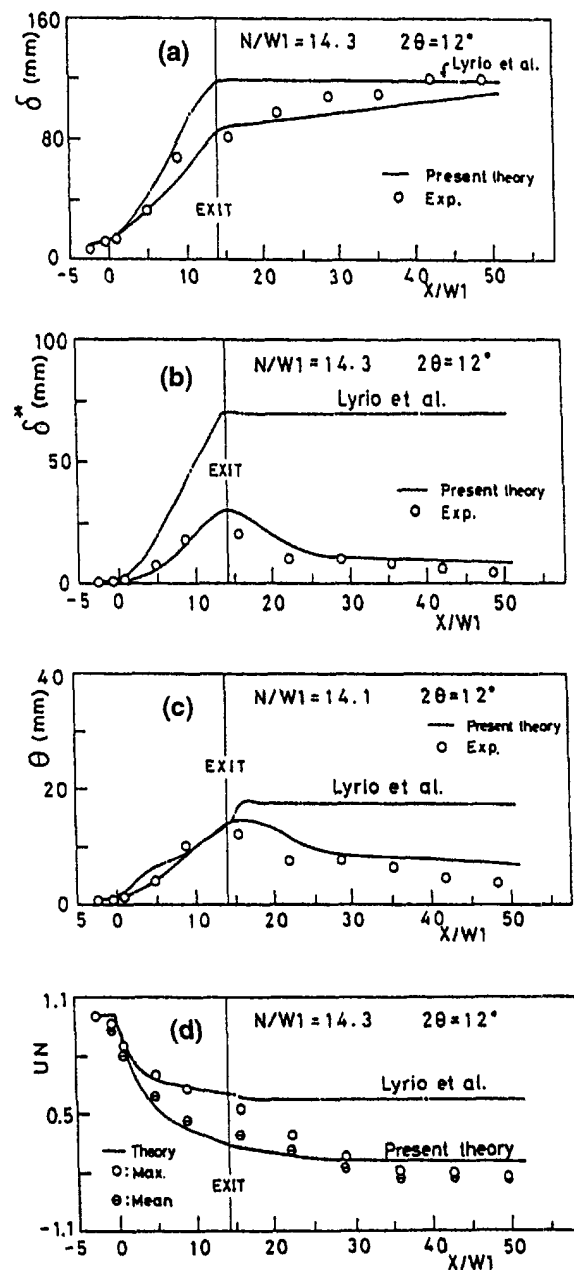 160
(a)
N/W1=14.3 2θ=12°
Lyrio et al.
δ (mm)
80
Present theory
EXIT
Exp.
0
-5 0 10 20 30 40 50
X/W1
100
(b)
N/W1=14.3 2θ=12°
Lyrio et al.
δ* (mm)
50
EXIT
Present theory
Exp.
0
-5 0 10 20 30 40 50
X/W1
40
(c)
N/W1=14.1 2θ=12°
Present theory
Exp.
θ (mm)
EXIT
20
Lyrio et al.
0
-5 0 10 20 30 40 50
X/W1
1.1
(d)
N/W1=14.3 2θ=12°
UN
Lyrio et al.
0.5
Theory
Present theory
O:Max.
⊖:Mean
EXIT
-1.1
-5 0 10 20 30 40 50
X/W1